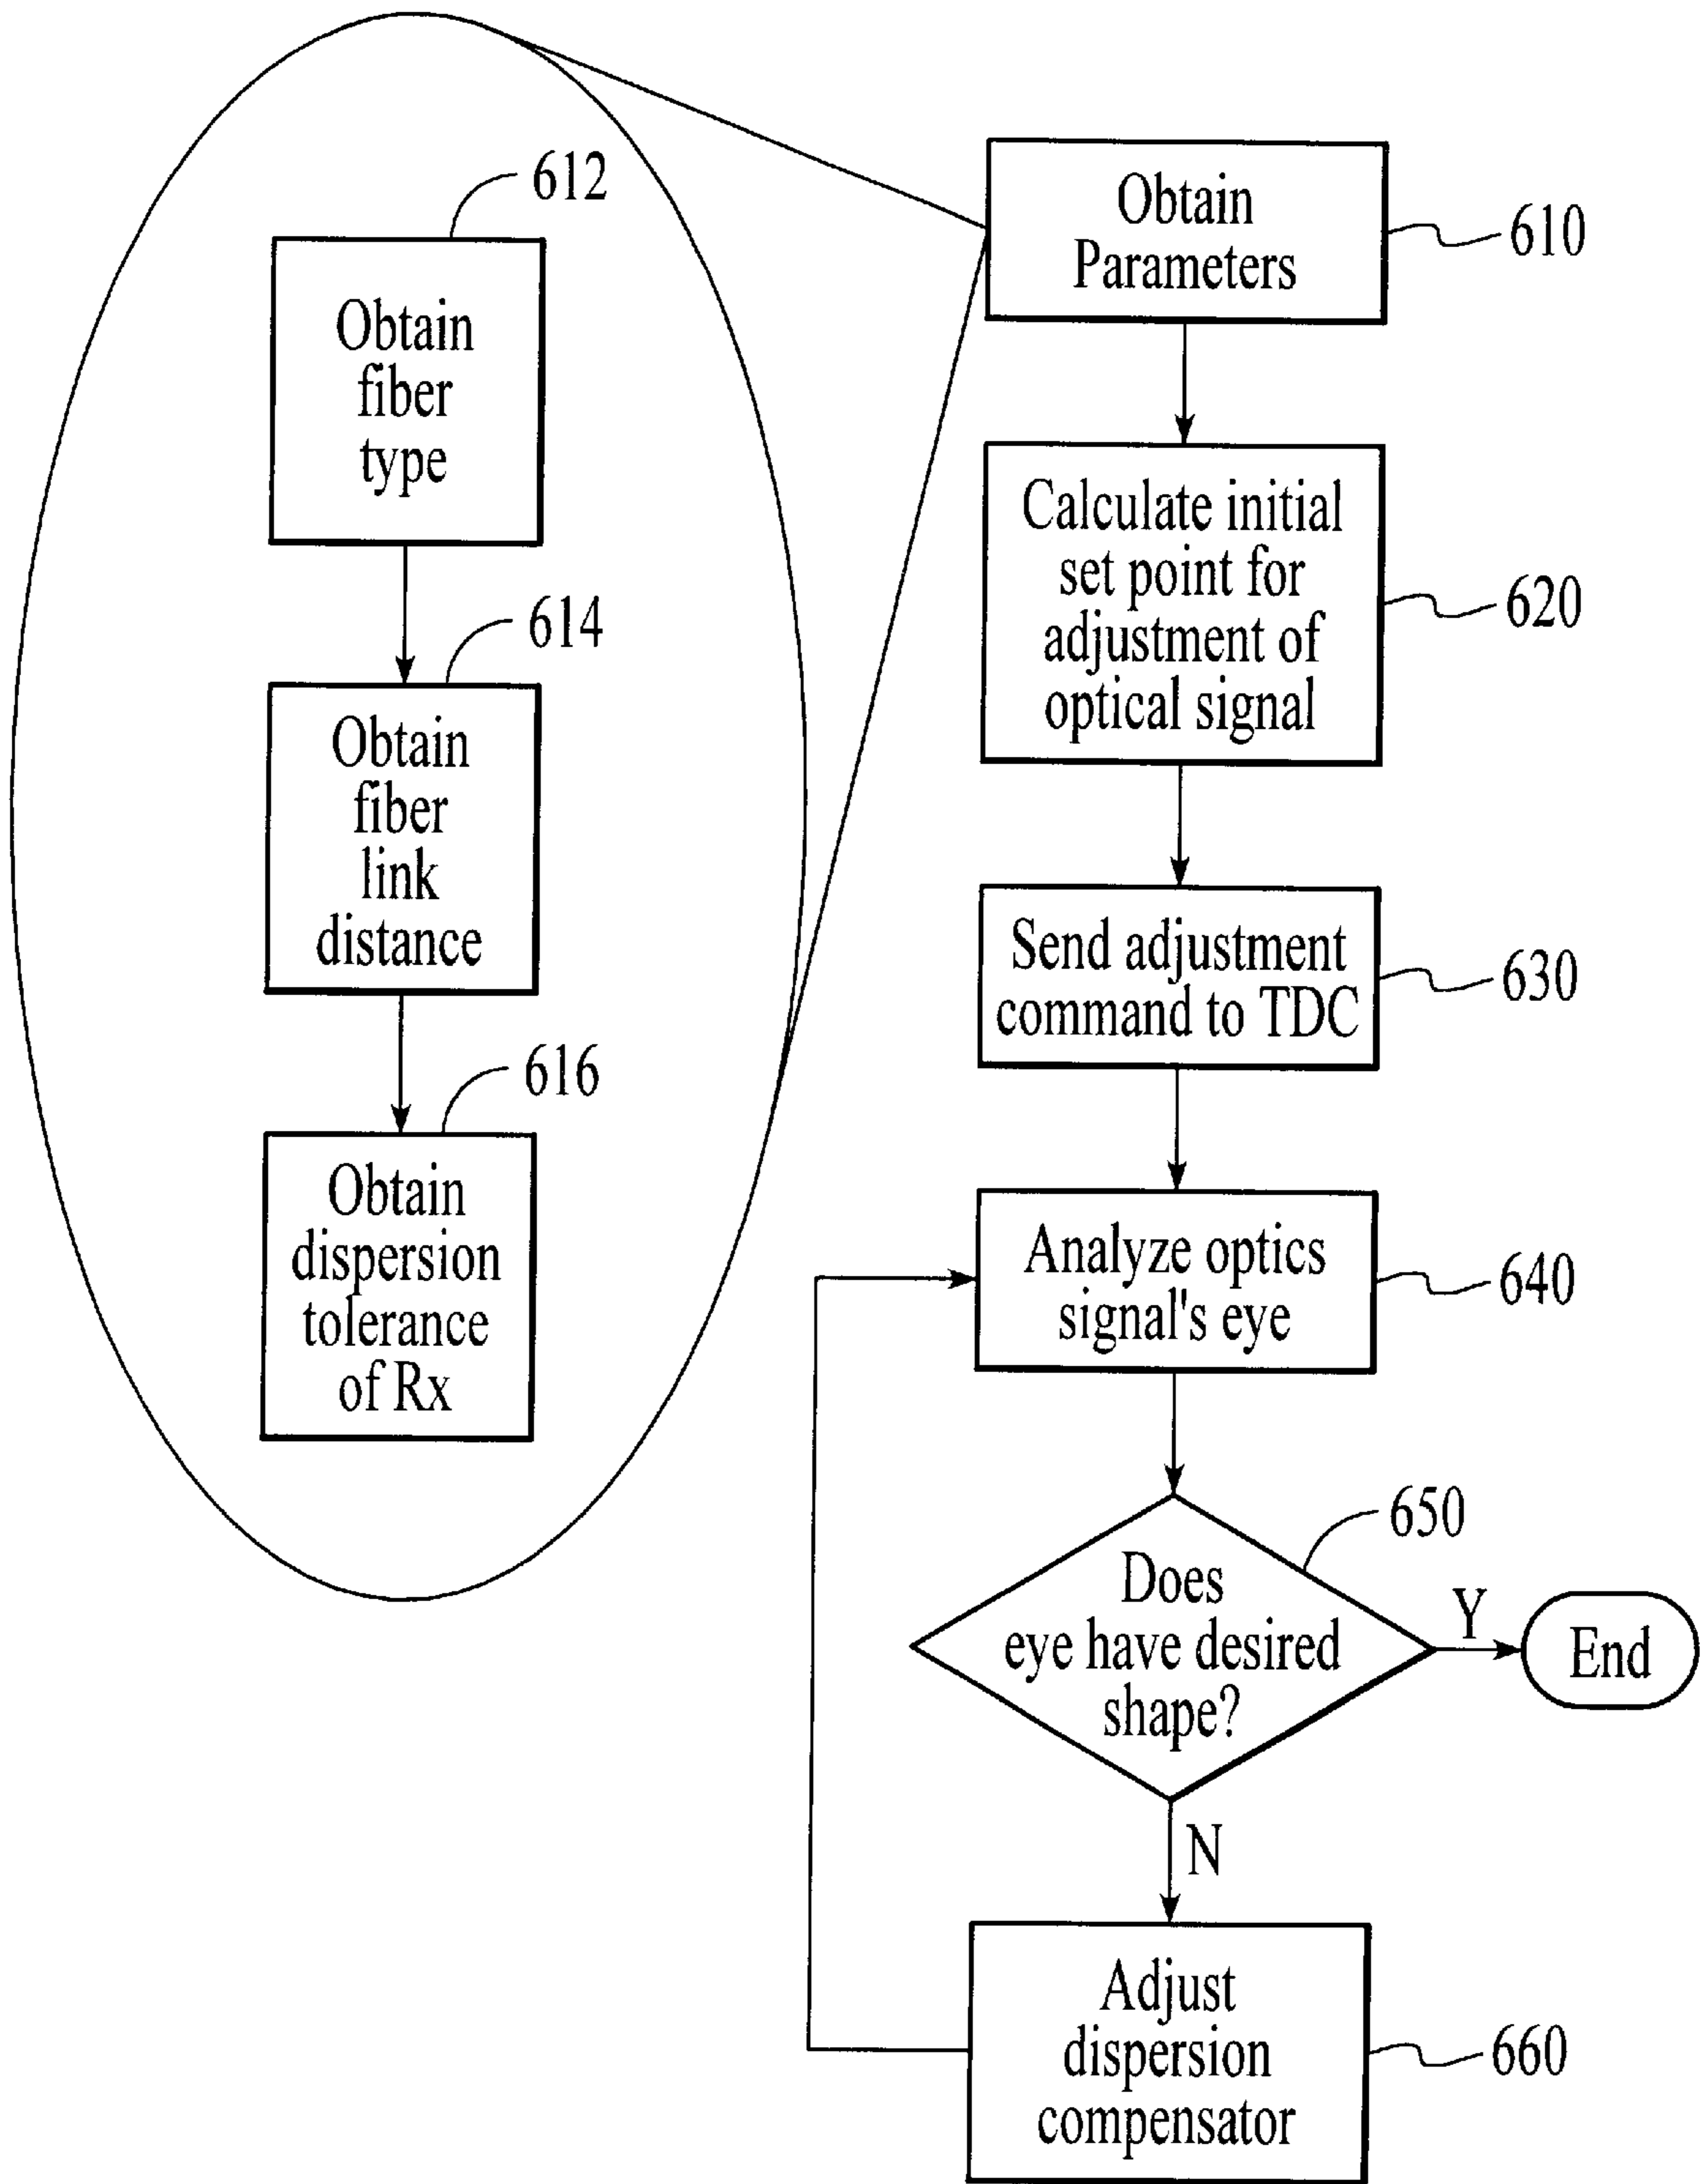 612
Obtain
fiber
type
614
Obtain
fiber
link
distance
616
Obtain
dispersion
tolerance
of Rx
Obtain
Parameters
610
Calculate initial
set point for
adjustment of
optical signal
620
Send adjustment
command to TDC
630
Analyze optics
signal's eye
640
650
Does
eye have desired
shape?
Y
End
N
Adjust
dispersion
compensator
660